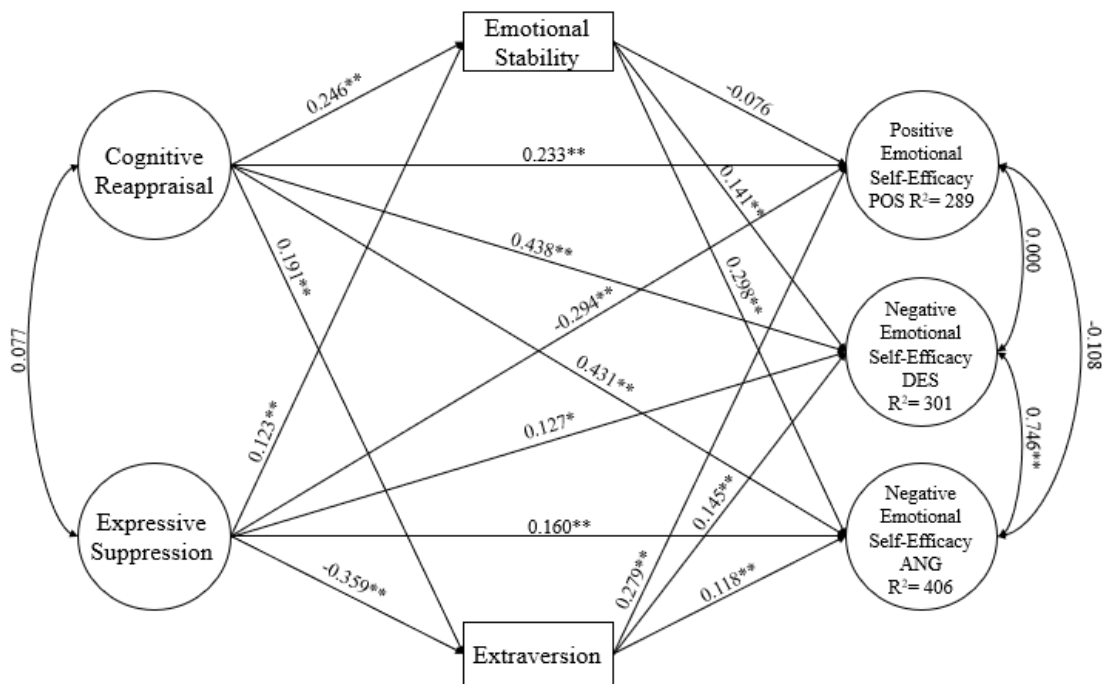 Emotional
Stability
0.246**
-0.076
Cognitive
Reappraisal
0.233**
Positive
Emotional
Self-Efficacy
POS R²= 289
0.141**
0.438**
0.191**
0.298**
0.000
-0.294**
Negative
Emotional
Self-Efficacy
DES
R²= 301
0.077
-0.108
0.431**
0.123**
0.127*
0.746**
Expressive
Suppression
0.145**
0.160**
Negative
Emotional
Self-Efficacy
ANG
R²= 406
-0.359**
0.279**
0.118**
Extraversion